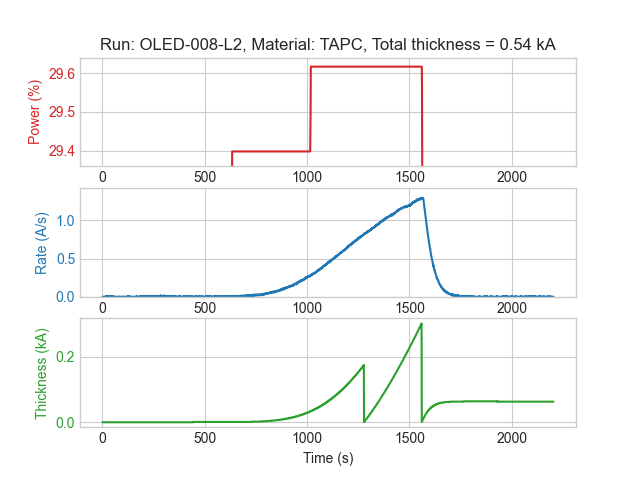 Run: OLED-008-L2, Material: TAPC, Total thickness = 0.54 kA
Power (%)
29.6
29.5
29.4
0 500 1000 1500 2000
Rate (A/s)
1.0
0.5
0.0
0 500 1000 1500 2000
Thickness (kA)
0.2
0.0
0 500 1000 1500 2000
Time (s)